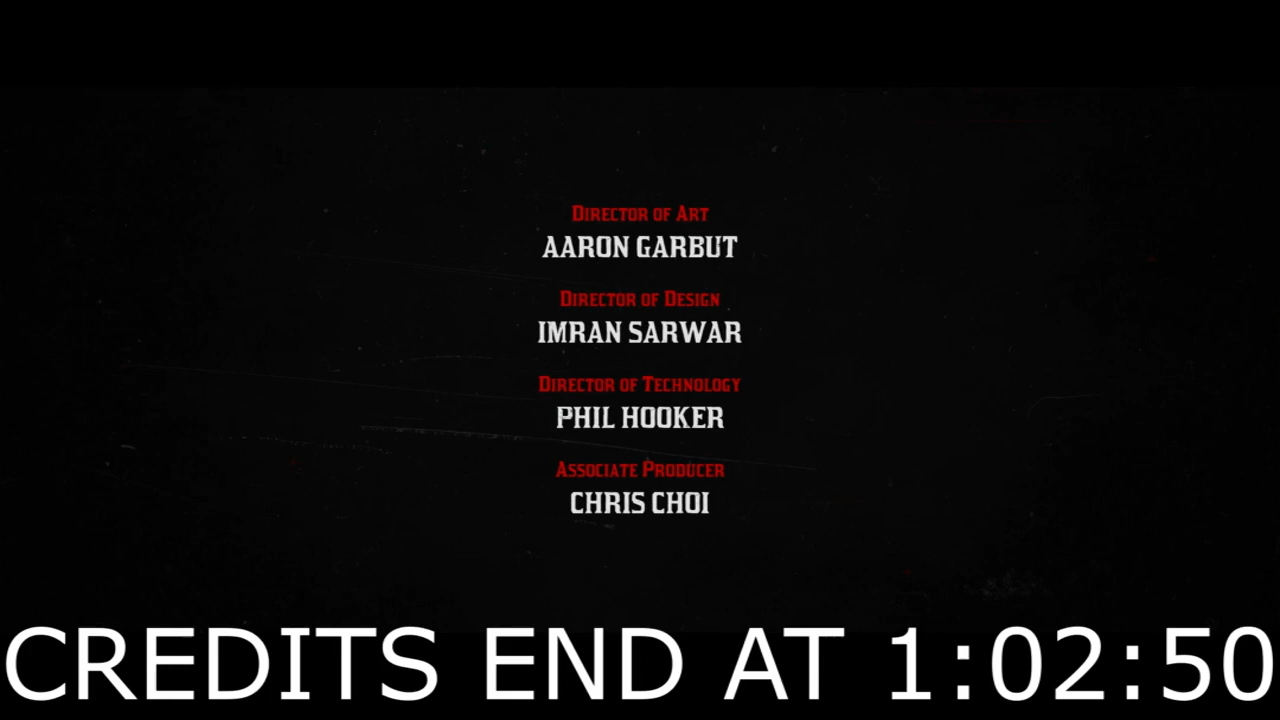 Director of Art
AARON GARBUT
Director of Design
IMRAN SARWAR
Director of Technology
PHIL HOOKER
Associate Producer
CHRIS CHOI
CREDITS END AT 1:02:50